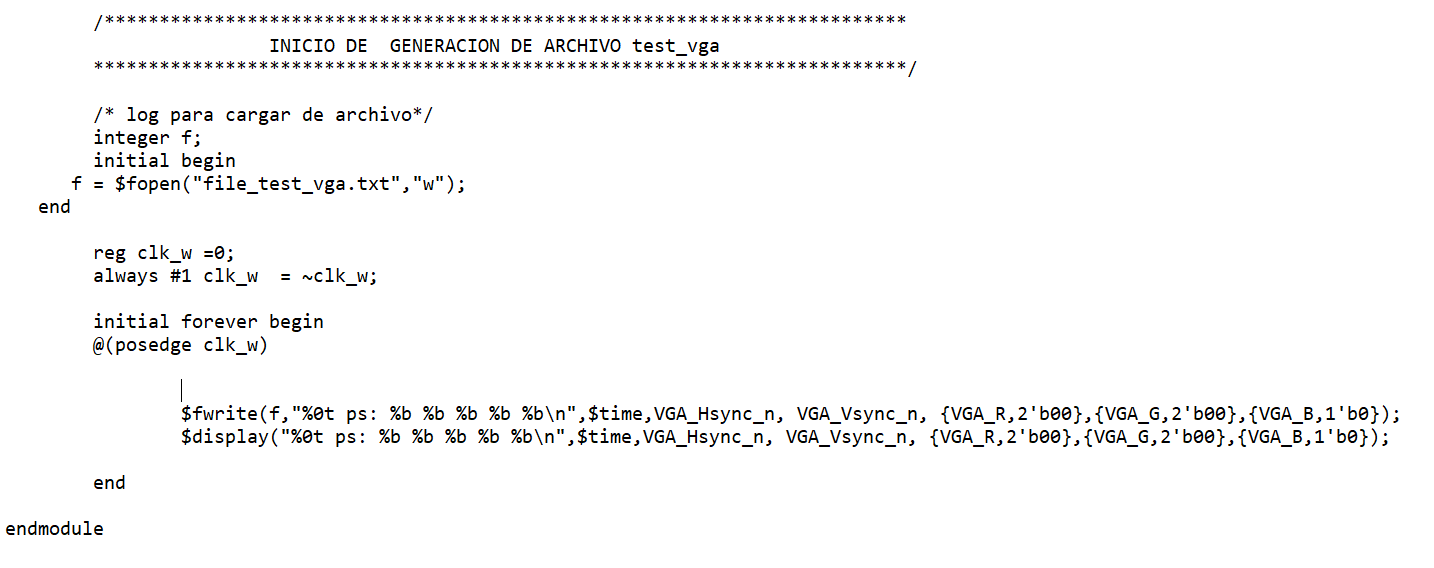 /*************************************************************************
INICIO DE  GENERACION DE ARCHIVO test_vga
**************************************************************************/
/* log para cargar de archivo*/
integer f;
initial begin
f = $fopen("file_test_vga.txt","w");
end
reg clk_w =0;
always #1 clk_w  = ~clk_w;
initial forever begin
@(posedge clk_w)
$fwrite(f,"%0t ps: %b %b %b %b %b\n",$time,VGA_Hsync_n, VGA_Vsync_n, {VGA_R,2'b00},{VGA_G,2'b00},{VGA_B,1'b0});
$display("%0t ps: %b %b %b %b %b\n",$time,VGA_Hsync_n, VGA_Vsync_n, {VGA_R,2'b00},{VGA_G,2'b00},{VGA_B,1'b0});
end
endmodule